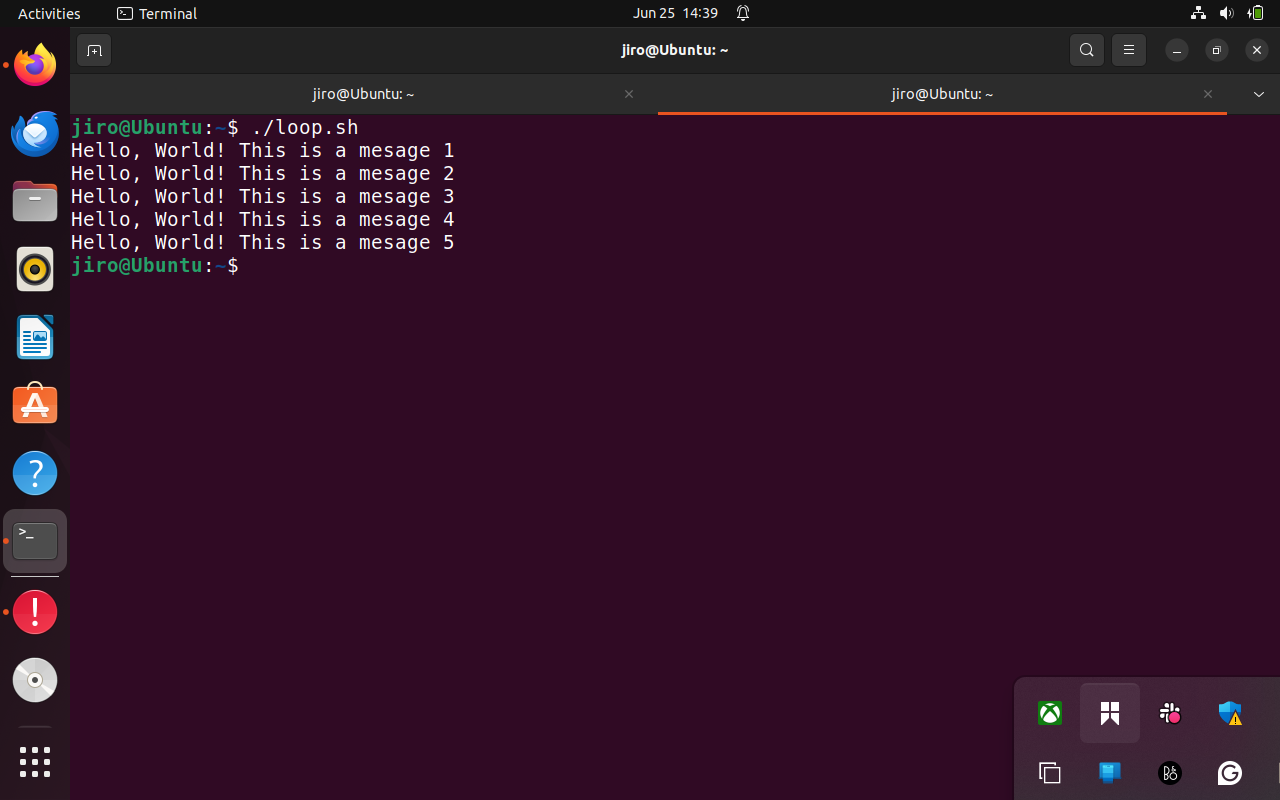 Activities
Terminal
Jun 25 14:39
jiro@Ubuntu: ~
jiro@Ubuntu: ~
jiro@Ubuntu: ~
jiro@Ubuntu:~$ ./loop.sh
Hello, World! This is a mesage 1
Hello, World! This is a mesage 2
Hello, World! This is a mesage 3
Hello, World! This is a mesage 4
Hello, World! This is a mesage 5
jiro@Ubuntu:~$